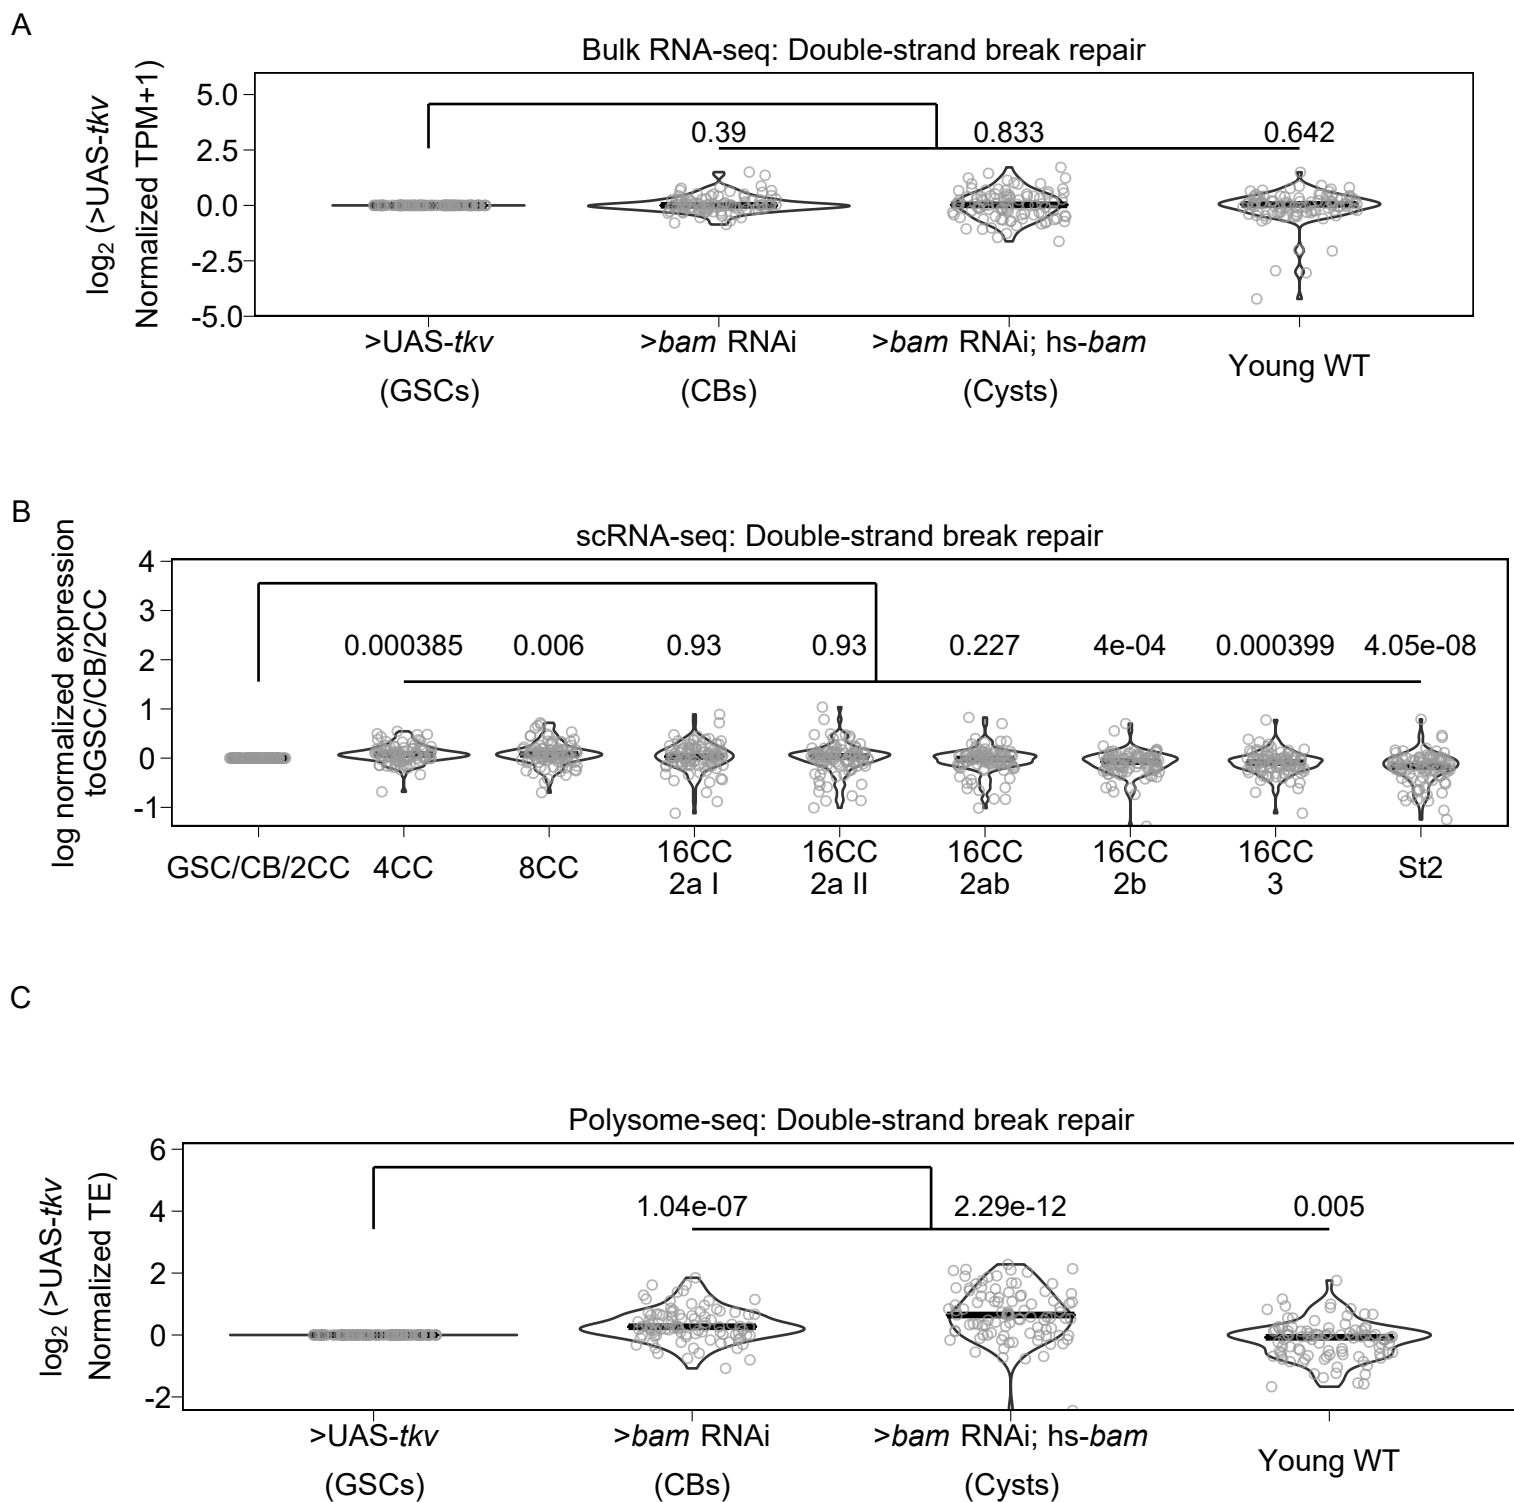 A
Bulk RNA-seq: Double-strand break repair
log2 (>UAS-tkv
Normalized TPM+1)
5.0
2.5
0.0
-2.5
-5.0
0.39
0.833
0.642
>UAS-tkv
(GSCs)
>bam RNAi
(CBs)
>bam RNAi; hs-bam
(Cysts)
Young WT
B
scRNA-seq: Double-strand break repair
log normalized expression
toGSC/CB/2CC
4
3
2
1
0
-1
0.000385
0.006
0.93
0.93
0.227
4e-04
0.000399
4.05e-08
GSC/CB/2CC
4CC
8CC
16CC
2a I
16CC
2a II
16CC
2ab
16CC
2b
16CC
3
St2
C
Polysome-seq: Double-strand break repair
log2 (>UAS-tkv
Normalized TE)
6
4
2
0
-2
1.04e-07
2.29e-12
0.005
>UAS-tkv
(GSCs)
>bam RNAi
(CBs)
>bam RNAi; hs-bam
(Cysts)
Young WT